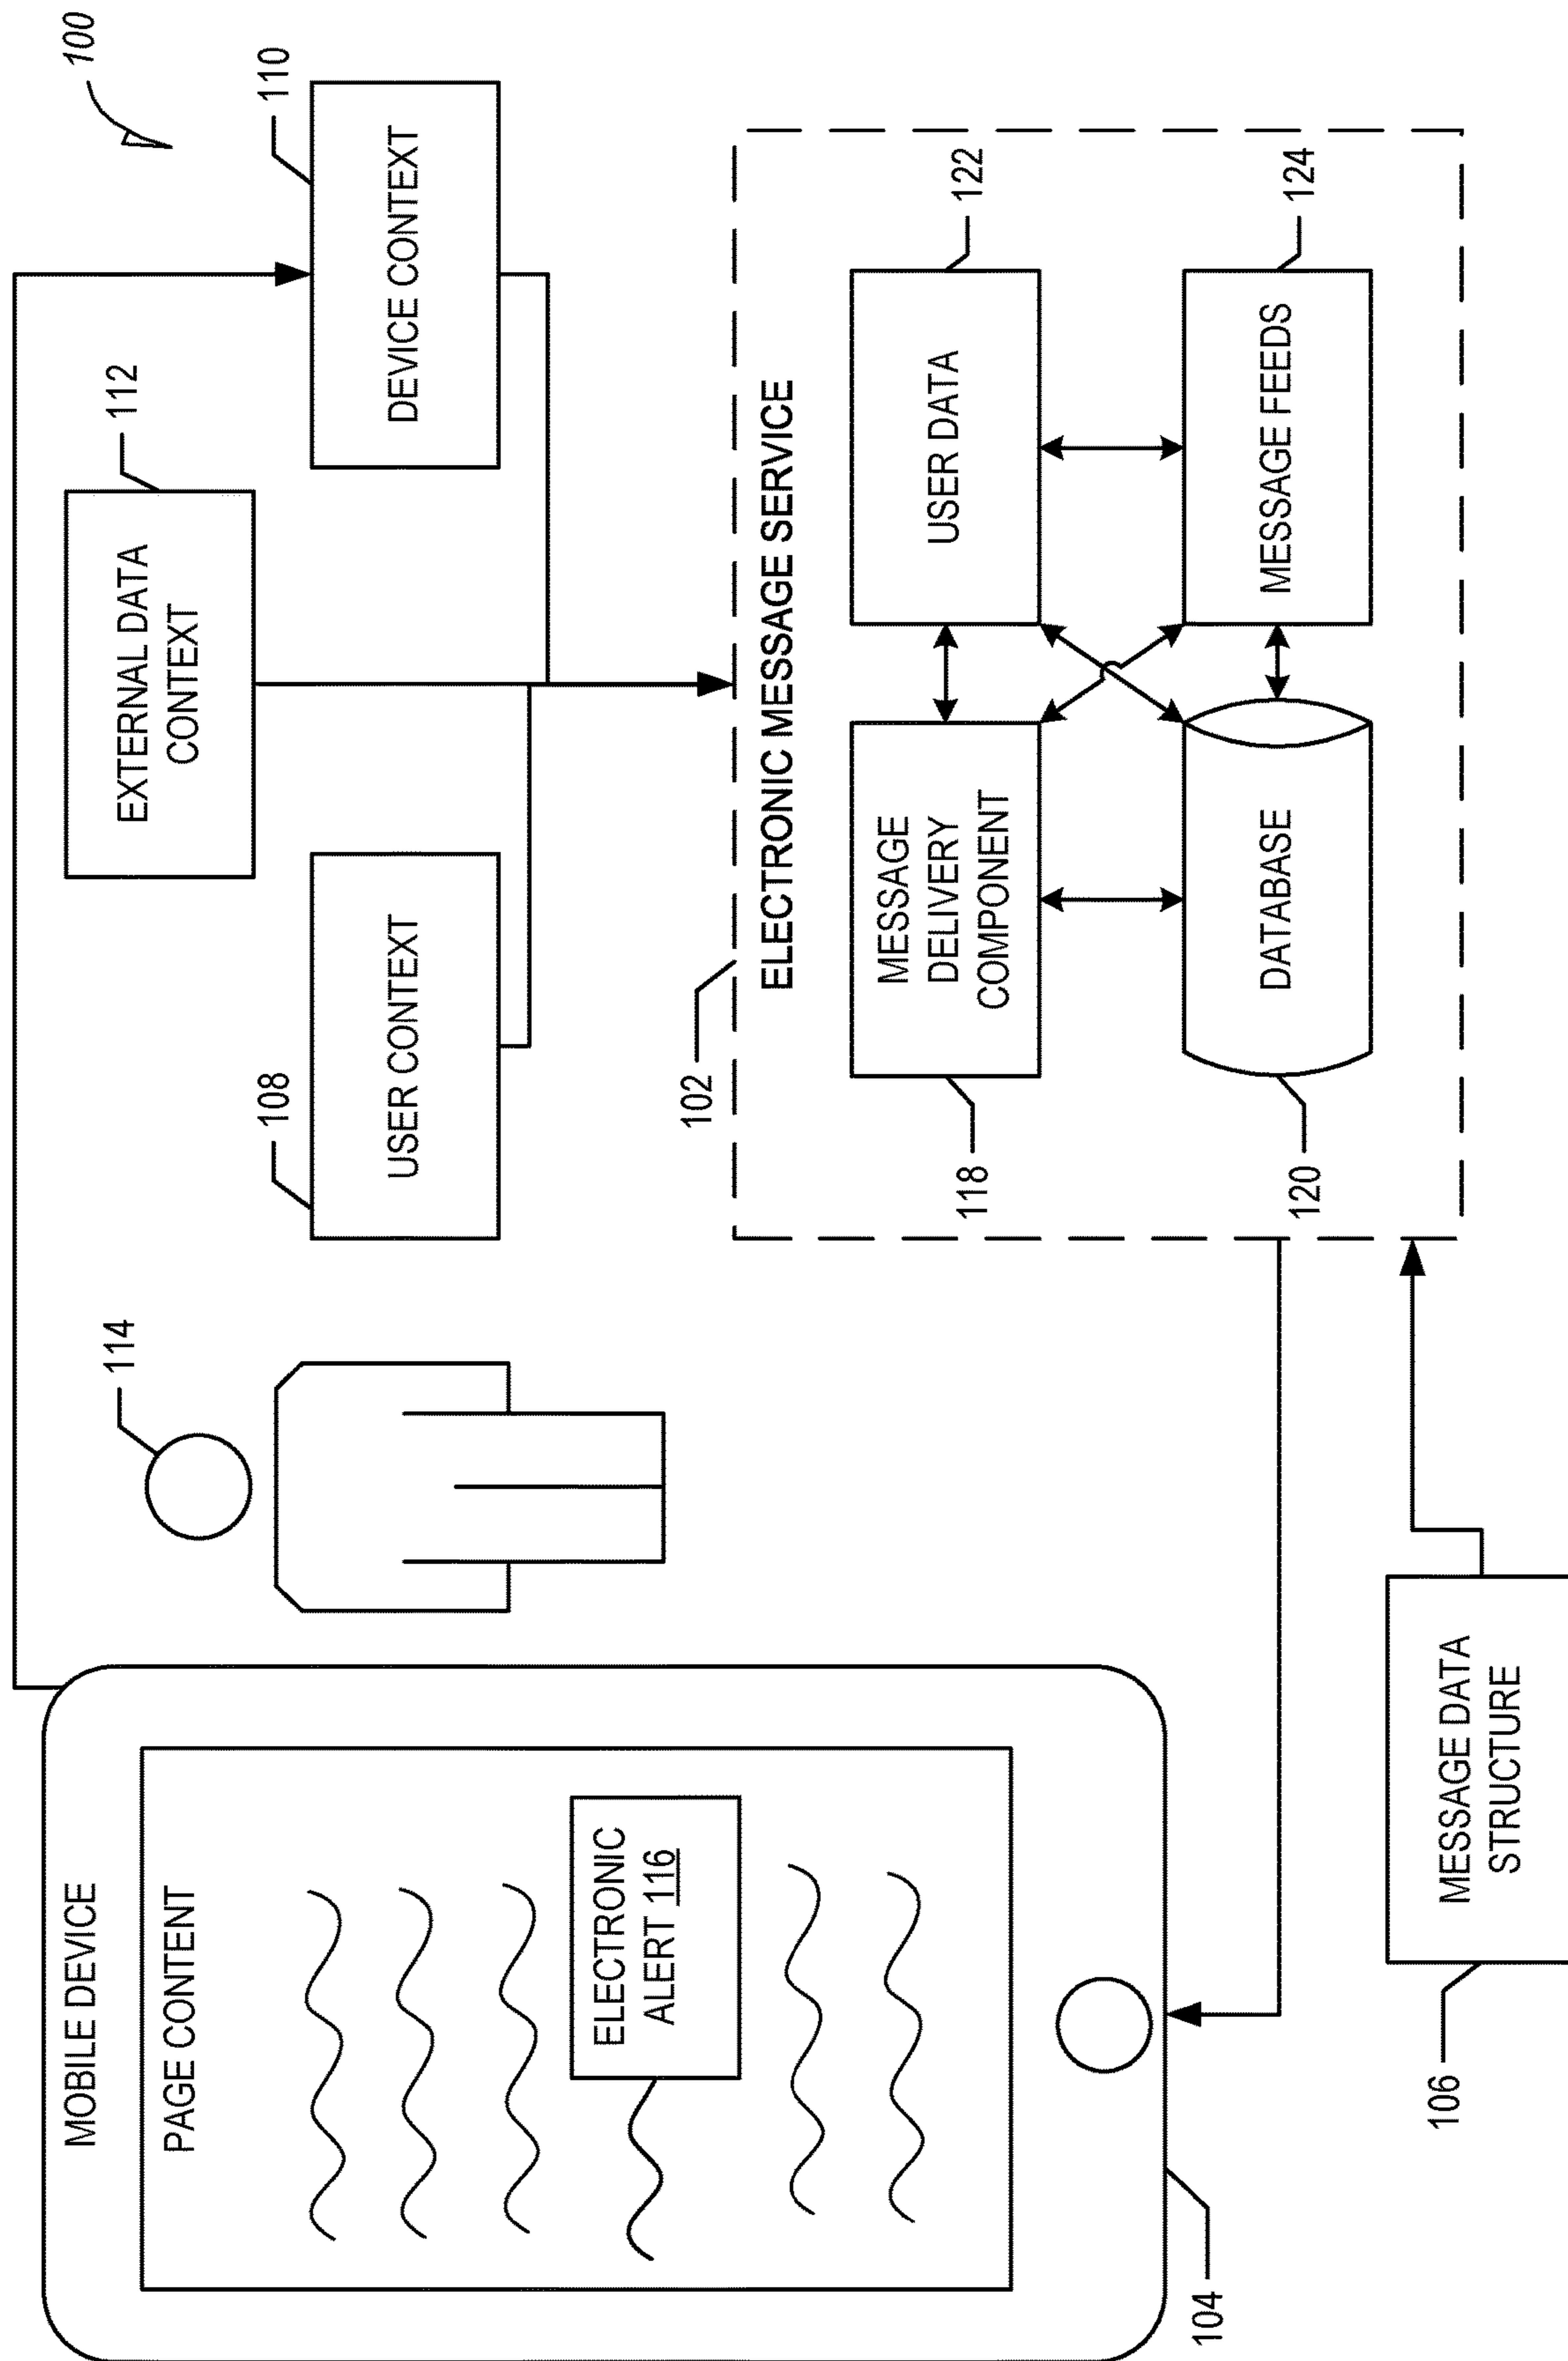 100
MOBILE DEVICE
PAGE CONTENT
ELECTRONIC
ALERT 116
104
114
108
USER CONTEXT
112
EXTERNAL DATA
CONTEXT
110
DEVICE CONTEXT
102
ELECTRONIC MESSAGE SERVICE
MESSAGE
DELIVERY
COMPONENT
118
USER DATA
122
DATABASE
120
MESSAGE FEEDS
124
MESSAGE DATA
STRUCTURE
106